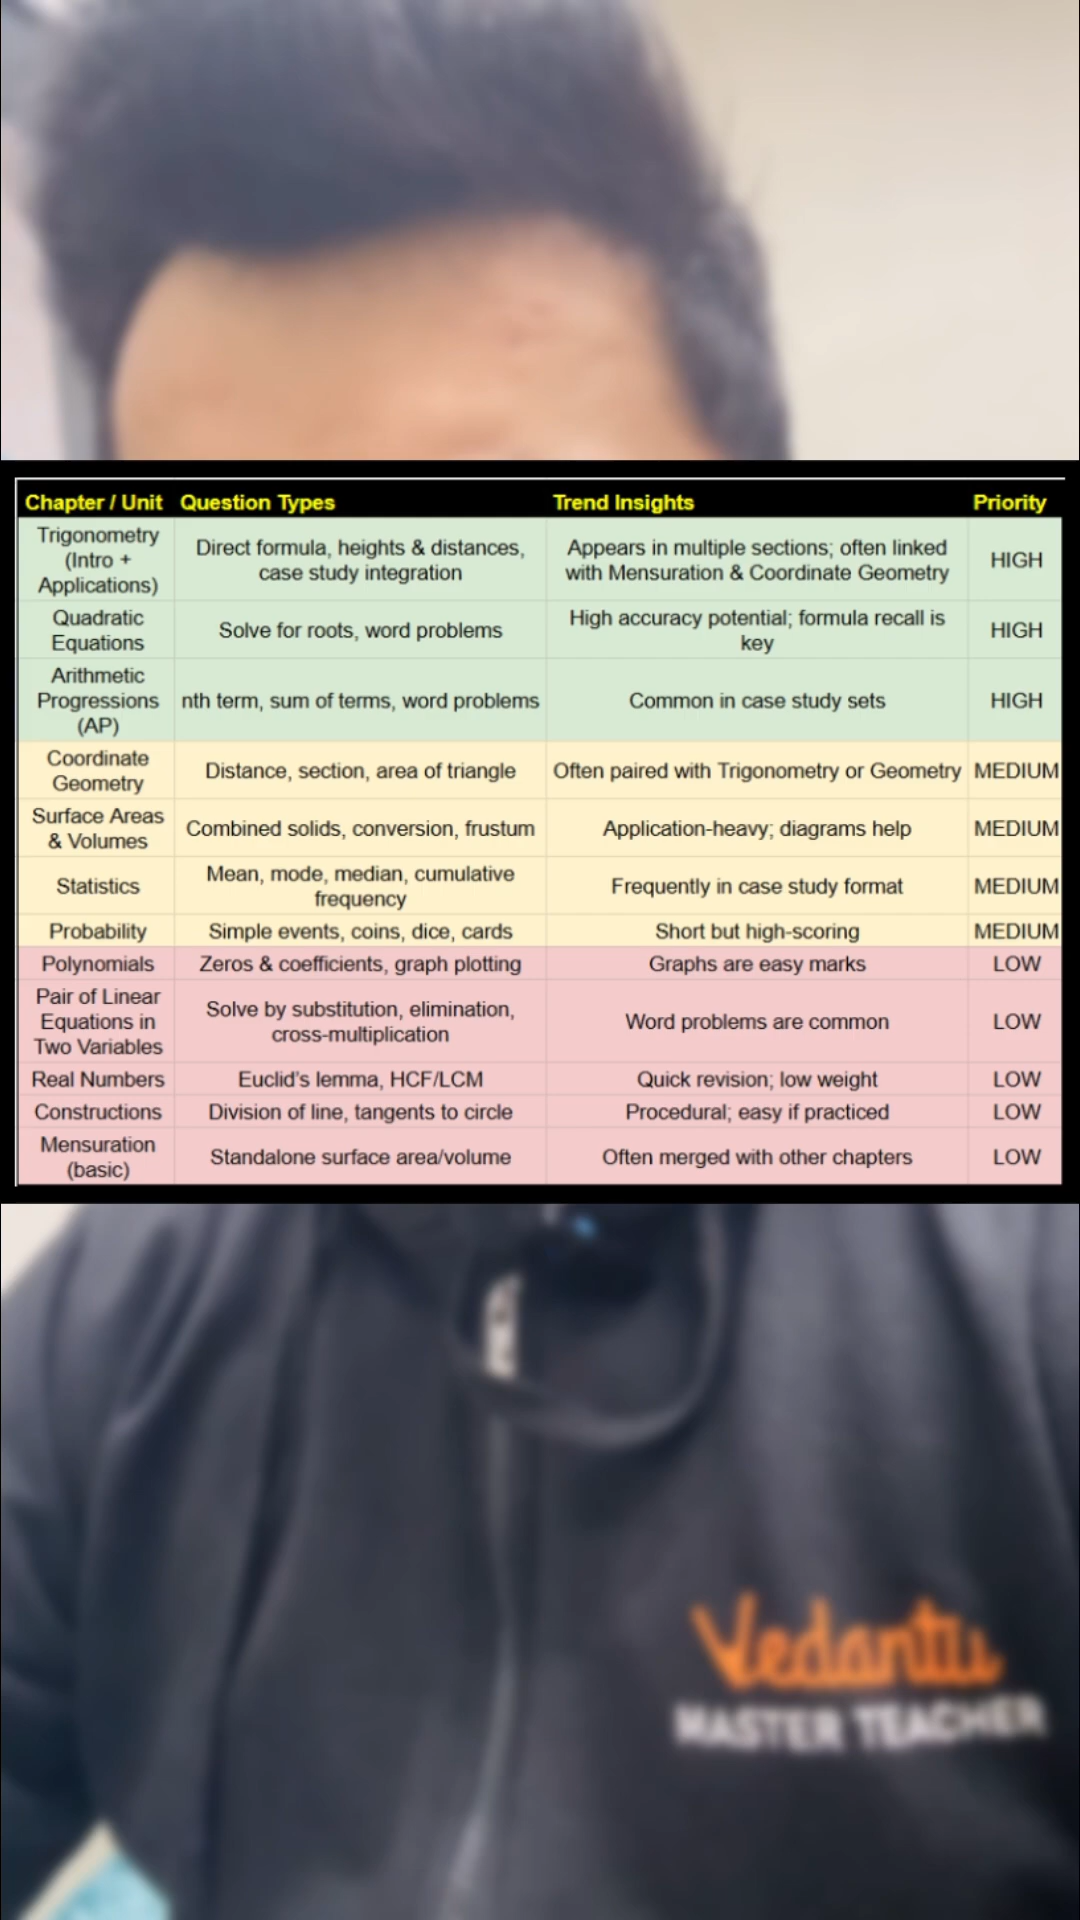 Chapter / Unit Question Types Trend Insights Priority
Trigonometry (Intro + Applications) Direct formula, heights & distances, case study integration Appears in multiple sections; often linked with Mensuration & Coordinate Geometry HIGH
Quadratic Equations Solve for roots, word problems High accuracy potential; formula recall is key HIGH
Arithmetic Progressions (AP) nth term, sum of terms, word problems Common in case study sets HIGH
Coordinate Geometry Distance, section, area of triangle Often paired with Trigonometry or Geometry MEDIUM
Surface Areas & Volumes Combined solids, conversion, frustum Application-heavy; diagrams help MEDIUM
Statistics Mean, mode, median, cumulative frequency Frequently in case study format MEDIUM
Probability Simple events, coins, dice, cards Short but high-scoring MEDIUM
Polynomials Zeros & coefficients, graph plotting Graphs are easy marks LOW
Pair of Linear Equations in Two Variables Solve by substitution, elimination, cross-multiplication Word problems are common LOW
Real Numbers Euclid's lemma, HCF/LCM Quick revision; low weight LOW
Constructions Division of line, tangents to circle Procedural; easy if practiced LOW
Mensuration (basic) Standalone surface area/volume Often merged with other chapters LOW
Vedantu
MASTER TEACHER